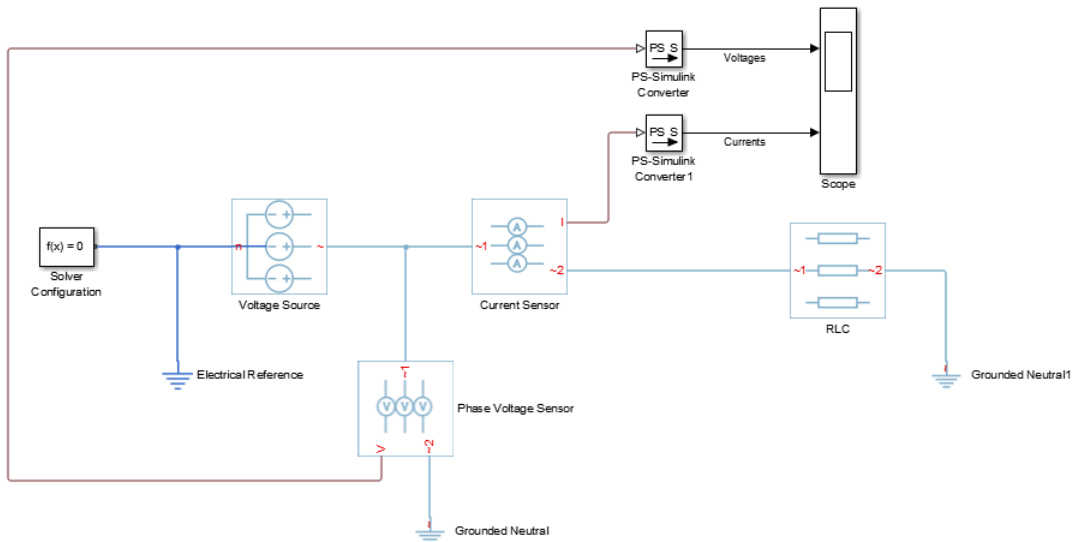 PS S
Voltages
PS-Simulink
Converter
PS S
Currents
PS-Simulink
Converter1
Scope
f(x) = 0
Solver
Configuration
n
~
Voltage Source
~1
A
A
A
I
~2
Current Sensor
~1
~2
RLC
Electrical Reference
~
Grounded Neutral1
~1
V V V
V
~2
Phase Voltage Sensor
~
Grounded Neutral